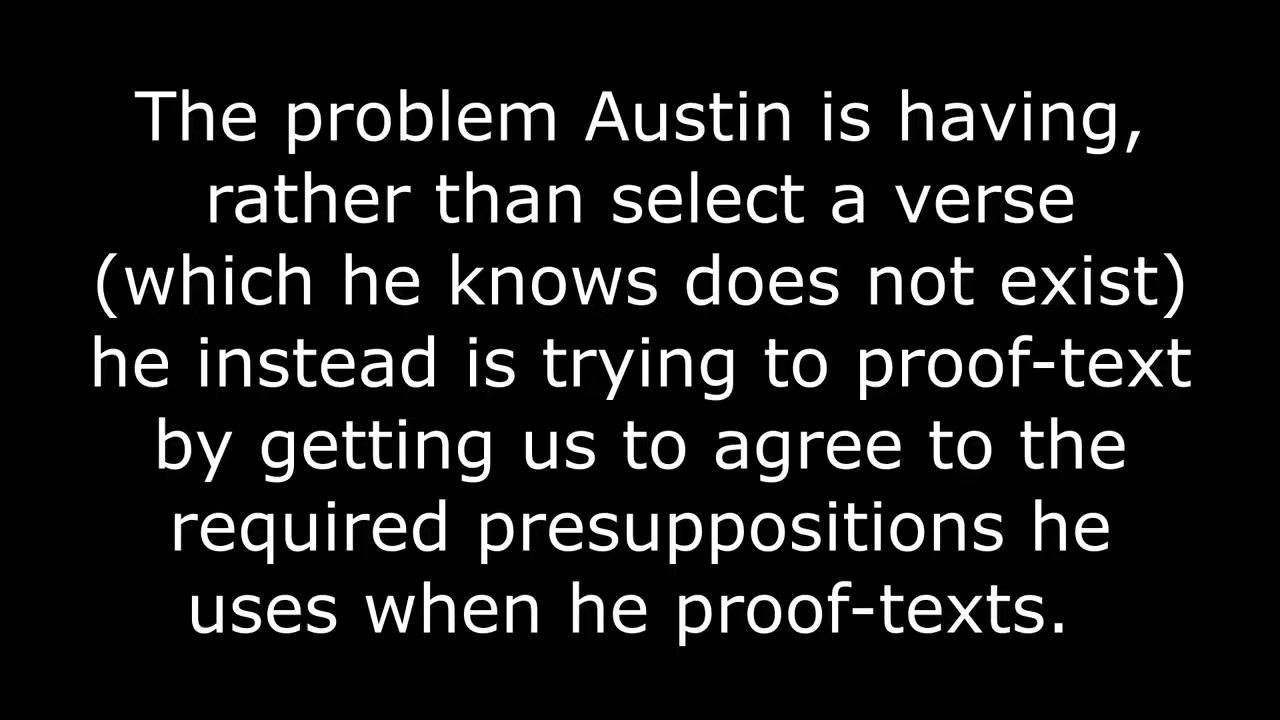 The problem Austin is having,
rather than select a verse
(which he knows does not exist)
he instead is trying to proof-text
by getting us to agree to the
required presuppositions he
uses when he proof-texts.